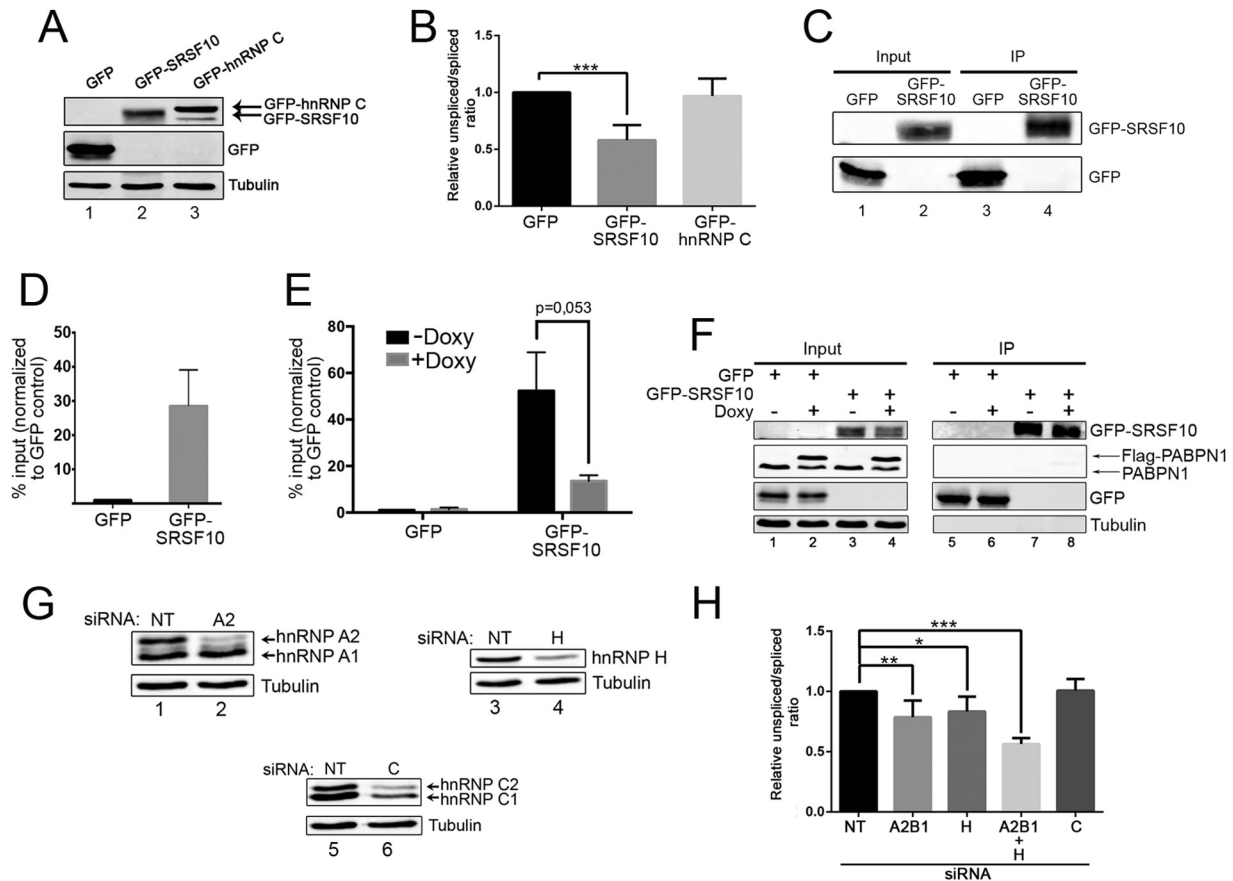 A
GFP
GFP-SRSF10
GFP-hnRNP C
GFP-hnRNP C
GFP-SRSF10
GFP
Tubulin
1 2 3
B
Relative unspliced/spliced
ratio
1.5
1.0
0.5
0.0
***
GFP
GFP-
SRSF10
GFP-
hnRNP C
C
Input IP
GFP GFP-
SRSF10 GFP GFP-
SRSF10
GFP-SRSF10
GFP
1 2 3 4
D
% input (normalized
to GFP control)
50
40
30
20
10
GFP
GFP-
SRSF10
E
% input (normalized
to GFP control)
80
60
40
20
0
-Doxy
+Doxy
p=0,053
GFP
GFP-
SRSF10
F
Input IP
GFP + + + +
GFP-SRSF10 + + + +
Doxy - + - + - + - +
GFP-SRSF10
Flag-PABPN1
PABPN1
GFP
Tubulin
1 2 3 4 5 6 7 8
G
siRNA: NT A2
hnRNP A2
hnRNP A1
Tubulin
1 2
siRNA: NT H
hnRNP H
Tubulin
3 4
siRNA: NT C
hnRNP C2
hnRNP C1
Tubulin
5 6
H
Relative unspliced/spliced
ratio
1.5
1.0
0.5
0.0
***
*
**
NT A2B1 H A2B1
+
H C
siRNA